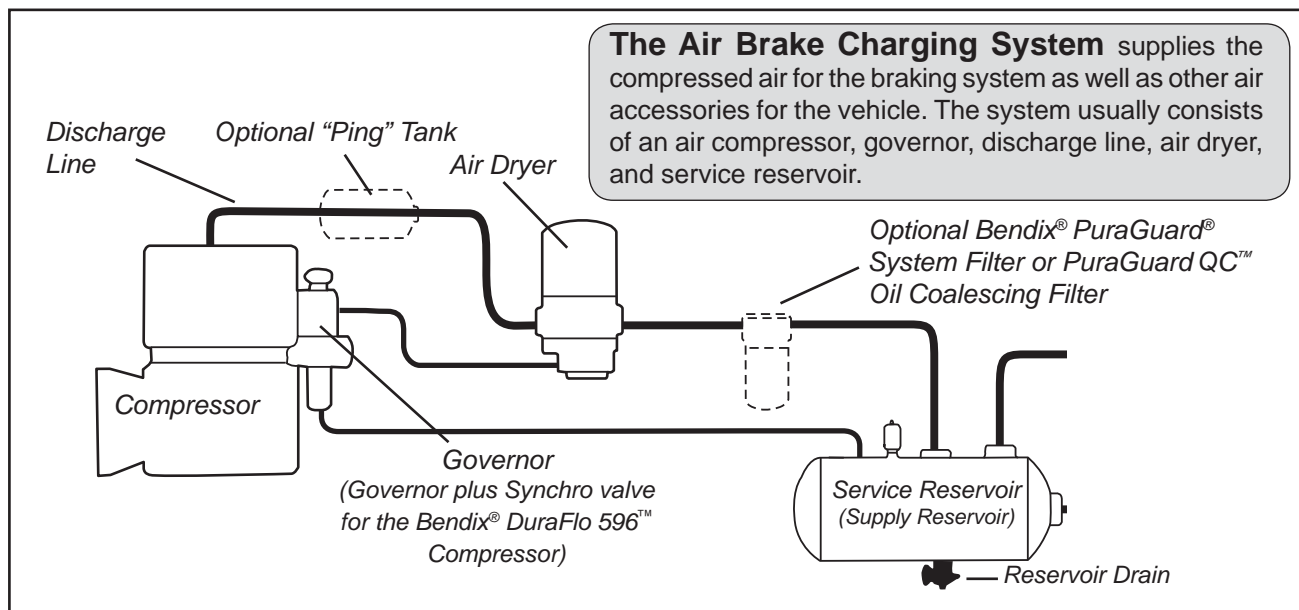 The Air Brake Charging System supplies the
compressed air for the braking system as well as other air
accessories for the vehicle. The system usually consists
of an air compressor, governor, discharge line, air dryer,
and service reservoir.
Discharge
Line
Optional “Ping” Tank
Air Dryer
Optional Bendix® PuraGuard®
System Filter or PuraGuard QC™
Oil Coalescing Filter
Compressor
Governor
(Governor plus Synchro valve
for the Bendix® DuraFlo 596™
Compressor)
Service Reservoir
(Supply Reservoir)
Reservoir Drain